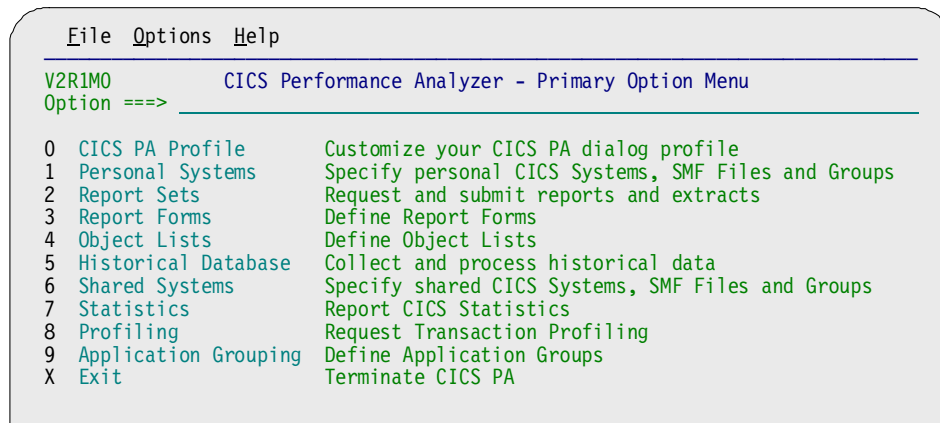 File Options Help
V2R1M0 CICS Performance Analyzer - Primary Option Menu
Option ===>
0 CICS PA Profile Customize your CICS PA dialog profile
1 Personal Systems Specify personal CICS Systems, SMF Files and Groups
2 Report Sets Request and submit reports and extracts
3 Report Forms Define Report Forms
4 Object Lists Define Object Lists
5 Historical Database Collect and process historical data
6 Shared Systems Specify shared CICS Systems, SMF Files and Groups
7 Statistics Report CICS Statistics
8 Profiling Request Transaction Profiling
9 Application Grouping Define Application Groups
X Exit Terminate CICS PA